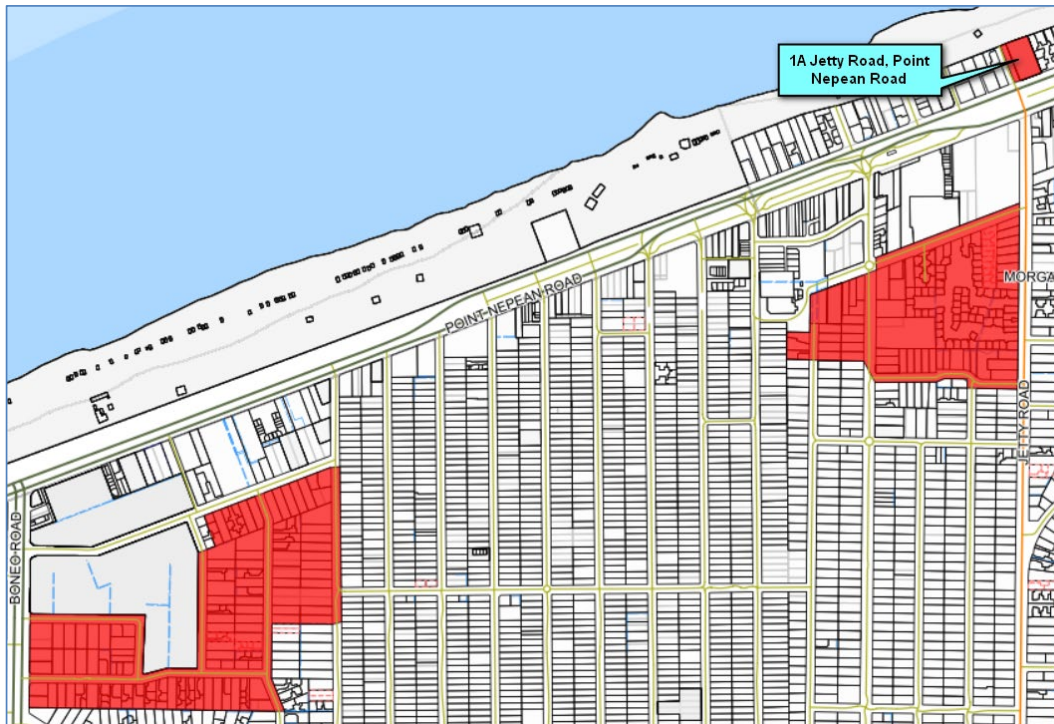 1A Jetty Road, Point
Nepean Road
POINT NEPEAN ROAD
MORGA
JETTY ROAD
BONEO ROAD